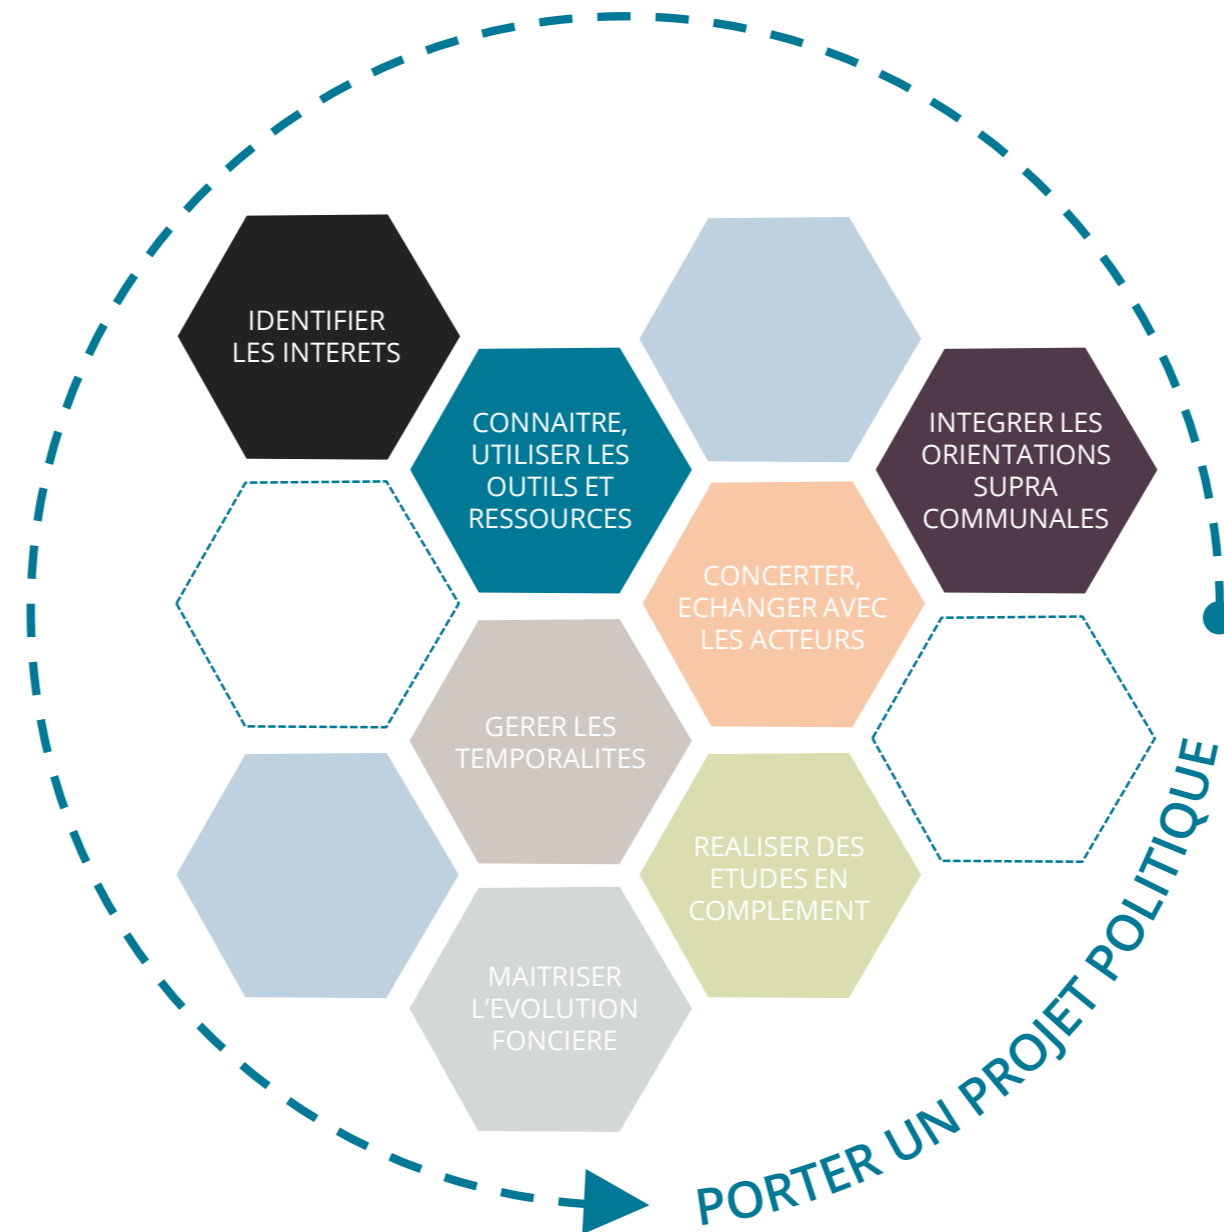 IDENTIFIER
LES INTERETS
CONNAITRE,
UTILISER LES
OUTILS ET
RESSOURCES
INTEGRER LES
ORIENTATIONS
SUPRA
COMMUNALES
CONCERTER,
ECHANGER AVEC
LES ACTEURS
GERER LES
TEMPORALITES
REALISER DES
ETUDES EN
COMPLEMENT
MAITRISER
L’EVOLUTION
FONCIERE
PORTER UN PROJET POLITIQUE